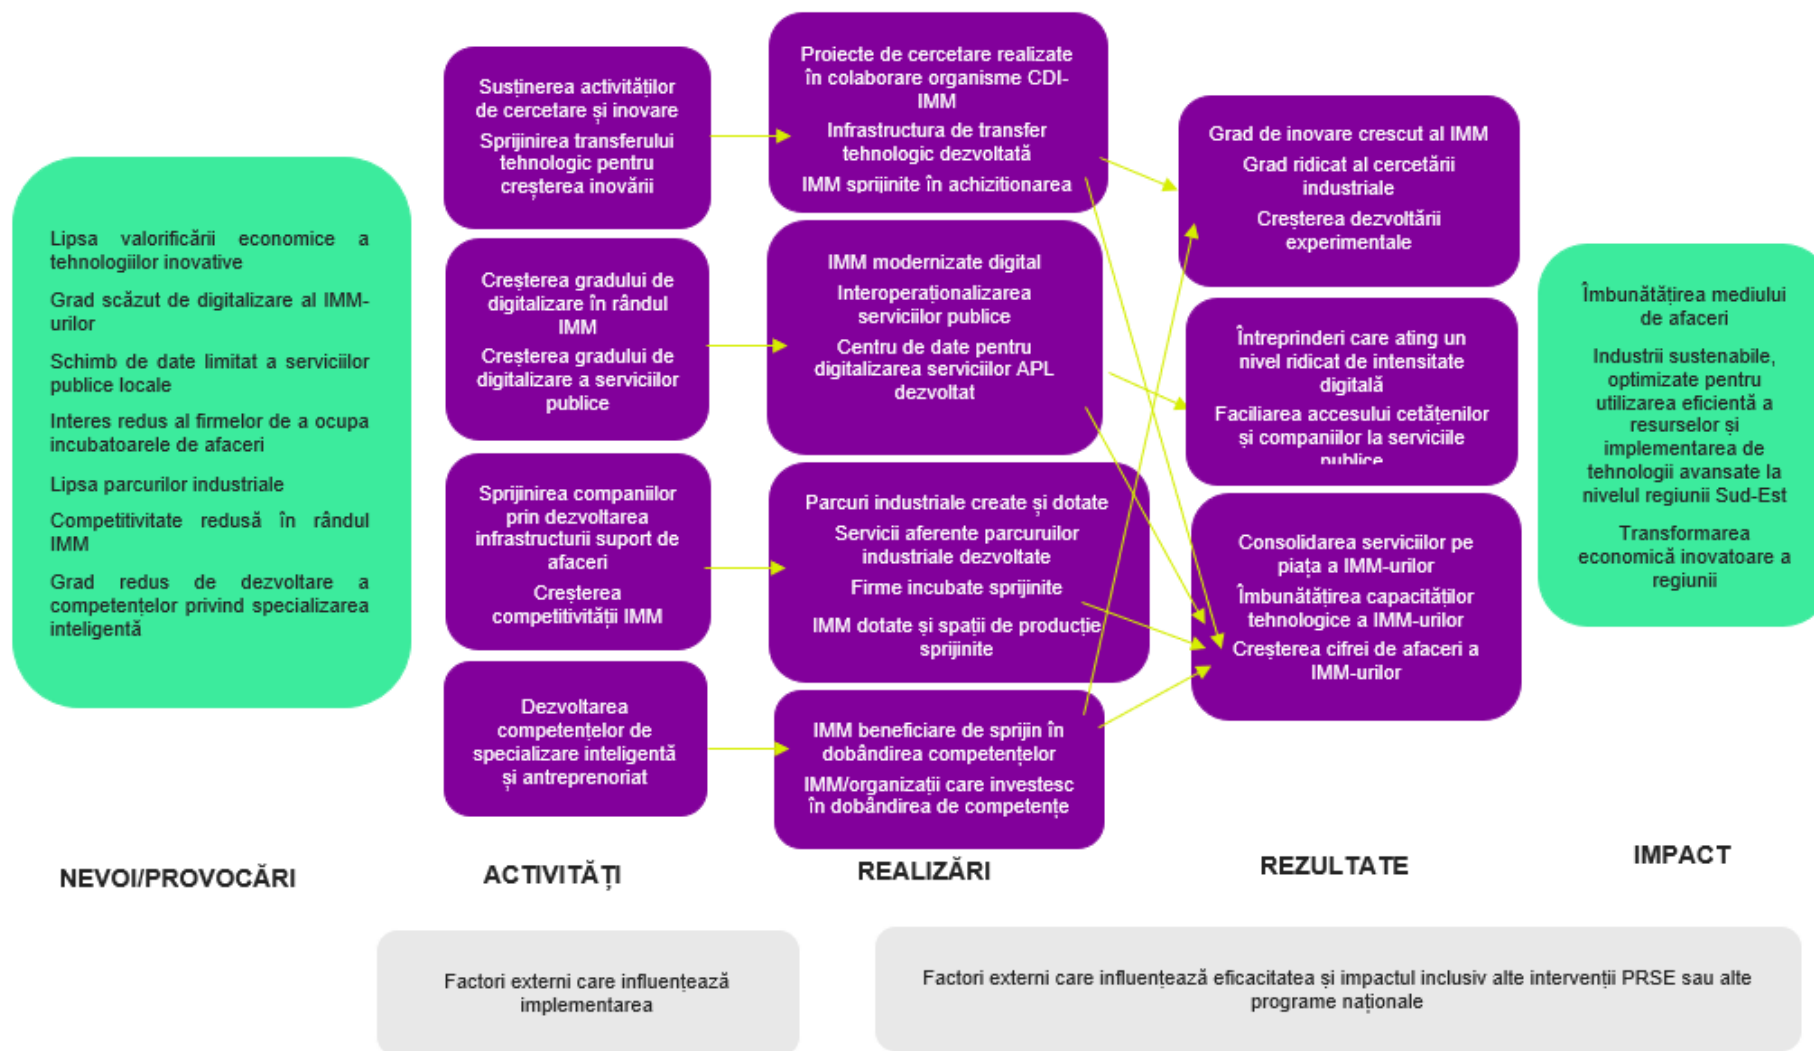 Lipsa valorificării economice a
tehnologiilor inovative
Grad scăzut de digitalizare al IMM-
urilor
Schimb de date limitat a serviciilor
publice locale
Interes redus al firmelor de a ocupa
incubatoarele de afaceri
Lipsa parcurilor industriale
Competitivitate redusă în rândul
IMM
Grad redus de dezvoltare a
competențelor privind specializarea
inteligentă
NEVOI/PROVOCĂRI
Susținerea activităților
de cercetare și inovare
Sprijinirea transferului
tehnologic pentru
creșterea inovării
Creșterea gradului de
digitalizare în rândul
IMM
Creșterea gradului de
digitalizare a serviciilor
publice
Sprijinirea companiilor
prin dezvoltarea
infrastructurii suport de
afaceri
Creșterea
competitivității IMM
Dezvoltarea
competențelor de
specializare inteligentă
și antreprenoriat
ACTIVITĂȚI
Proiecte de cercetare realizate
în colaborare organisme CDI-
IMM
Infrastructura de transfer
tehnologic dezvoltată
IMM sprijinite în achizitionarea
IMM modernizate digital
Interoperaționalizarea
serviciilor publice
Centru de date pentru
digitalizarea serviciilor APL
dezvoltat
Parcuri industriale create și dotate
Servicii aferente parcuruilor
industriale dezvoltate
Firme incubate sprijinite
IMM dotate și spații de producție
sprijinite
IMM beneficiare de sprijin în
dobândirea competențelor
IMM/organizații care investesc
în dobândirea de competențe
REALIZĂRI
Grad de inovare crescut al IMM
Grad ridicat al cercetării
industriale
Creșterea dezvoltării
experimentale
Întreprinderi care ating un
nivel ridicat de intensitate
digitală
Faciliarea accesului cetățenilor
și companiilor la serviciile
publice
Consolidarea serviciilor pe
piața a IMM-urilor
Îmbunătățirea capacităților
tehnologice a IMM-urilor
Creșterea cifrei de afaceri a
IMM-urilor
REZULTATE
Îmbunătățirea mediului
de afaceri
Industrii sustenabile,
optimizate pentru
utilizarea eficientă a
resurselor și
implementarea de
tehnologii avansate la
nivelul regiunii Sud-Est
Transformarea
economică inovatoare a
regiunii
IMPACT
Factori externi care influențează
implementarea
Factori externi care influențează eficacitatea și impactul inclusiv alte intervenții PRSE sau alte
programe naționale